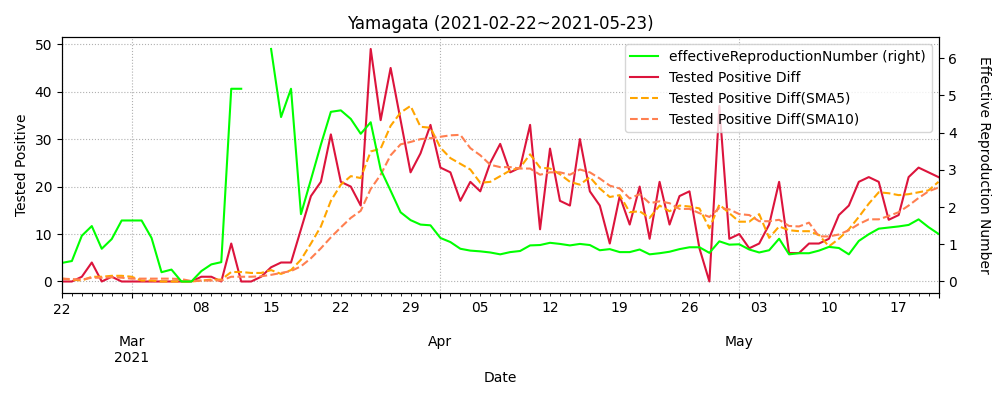 Yamagata (2021-02-22~2021-05-23)
effectiveReproductionNumber (right)
Tested Positive Diff
Tested Positive Diff(SMA5)
Tested Positive Diff(SMA10)
Tested Positive
50
40
30
20
10
0
6
5
4
3
2
1
0
Effective Reproduction Number
22 08 15 22 29 05 12 19 26 03 10 17
Mar Apr May
2021
Date